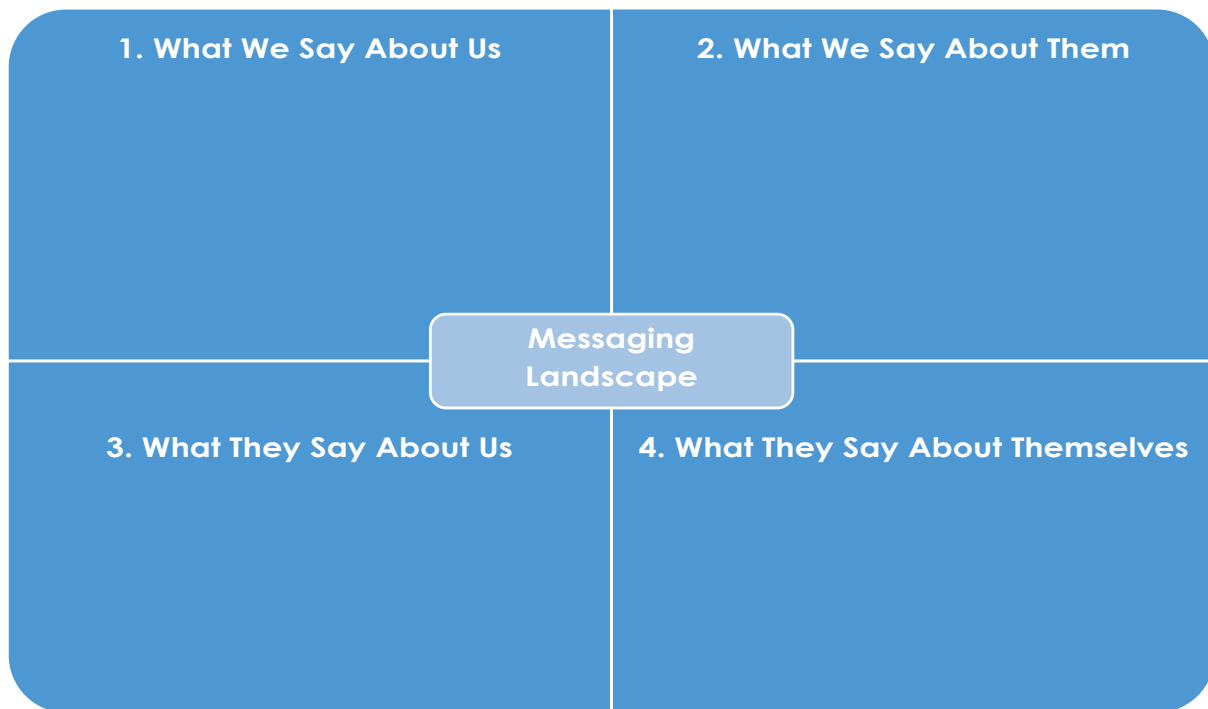 1. What We Say About Us
2. What We Say About Them
Messaging
Landscape
3. What They Say About Us
4. What They Say About Themselves